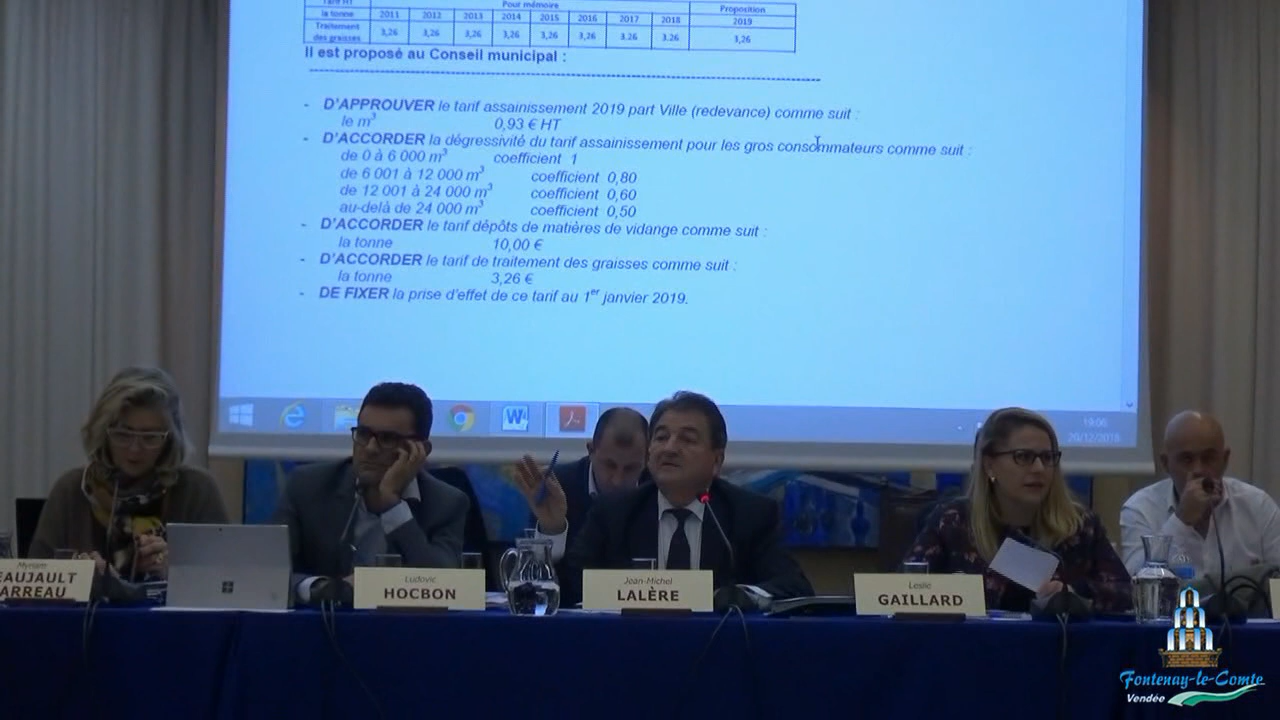 Tarif HT Pour mémoire Proposition
la tonne 2011 2012 2013 2014 2015 2016 2017 2018 2019
Traitement des graisses 3,26 3,26 3,26 3,26 3,26 3,26 3,26 3,26 3,26
Il est proposé au Conseil municipal :
- D'APPROUVER le tarif assainissement 2019 part Ville (redevance) comme suit :
le m³ 0,93 € HT
- D'ACCORDER la dégressivité du tarif assainissement pour les gros consommateurs comme suit :
de 0 à 6 000 m³ coefficient 1
de 6 001 à 12 000 m³ coefficient 0,80
de 12 001 à 24 000 m³ coefficient 0,60
au-delà de 24 000 m³ coefficient 0,50
- D'ACCORDER le tarif dépôts de matières de vidange comme suit :
la tonne 10,00 €
- D'ACCORDER le tarif de traitement des graisses comme suit :
la tonne 3,26 €
- DE FIXER la prise d'effet de ce tarif au 1er janvier 2019.
19:06
20/12/2018
Myriam
EAUJAULT
ARREAU
Ludovic
HOCBON
Jean-Michel
LALÈRE
Leslie
GAILLARD
Fontenay-le-Comte
Vendée